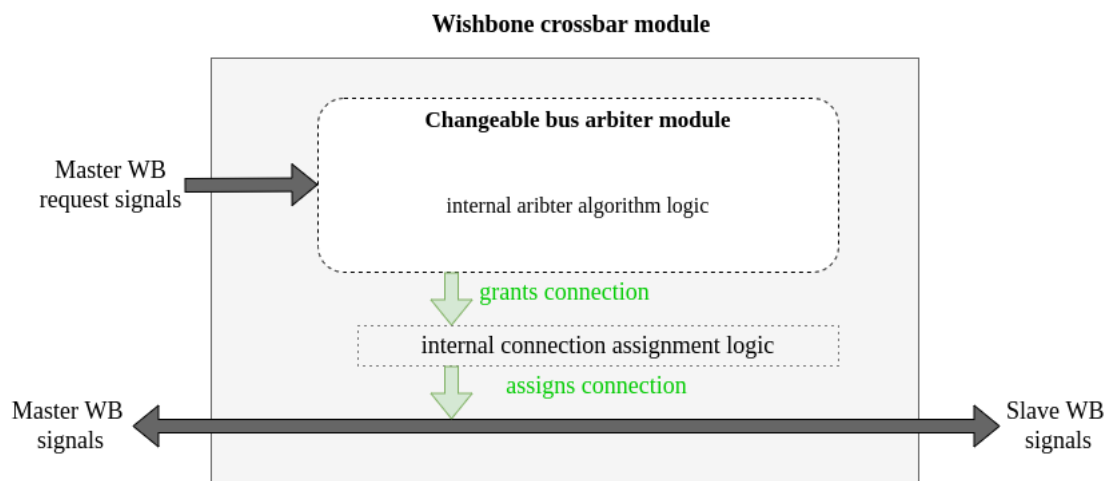 Wishbone crossbar module
Changeable bus arbiter module
Master WB
request signals
internal aribter algorithm logic
grants connection
internal connection assignment logic
assigns connection
Master WB
signals
Slave WB
signals